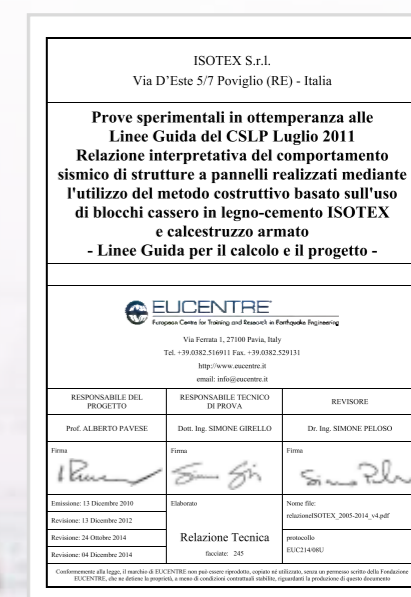 ISOTEX S.r.l.
Via D'Este 5/7 Poviglio (RE) - Italia
Prove sperimentali in ottemperanza alle
Linee Guida del CSLP Luglio 2011
Relazione interpretativa del comportamento
sismico di strutture a pannelli realizzati mediante
l'utilizzo del metodo costruttivo basato sull'uso
di blocchi cassero in legno-cemento ISOTEX
e calcestruzzo armato
- Linee Guida per il calcolo e il progetto -
EUCENTRE
European Centre for Training and Research in Earthquake Engineering
Via Ferrata 1, 27100 Pavia, Italy
Tel. +39.0382.516911 Fax. +39.0382.529131
http://www.eucentre.it
email: info@eucentre.it
RESPONSABILE DEL
PROGETTO
RESPONSABILE TECNICO
DI PROVA
REVISORE
Prof. ALBERTO PAVESE
Dott. Ing. SIMONE GIRELLO
Dr. Ing. SIMONE PELOSO
Firma
Firma
Firma
Emissione: 13 Dicembre 2010
Revisione: 13 Dicembre 2012
Revisione: 24 Ottobre 2014
Revisione: 04 Dicembre 2014
Elaborato
Relazione Tecnica
facciate: 245
Nome file:
relazioneISOTEX_2005-2014_v4.pdf
protocollo
EUC214/08U
Conformemente alla legge, il marchio di EUCENTRE non può essere riprodotto, copiato nè utilizzato, senza un permesso scritto della Fondazione
EUCENTRE, che ne detiene la proprietà, a meno di condizioni contrattuali stabilite, riguardanti la produzione di questo documento